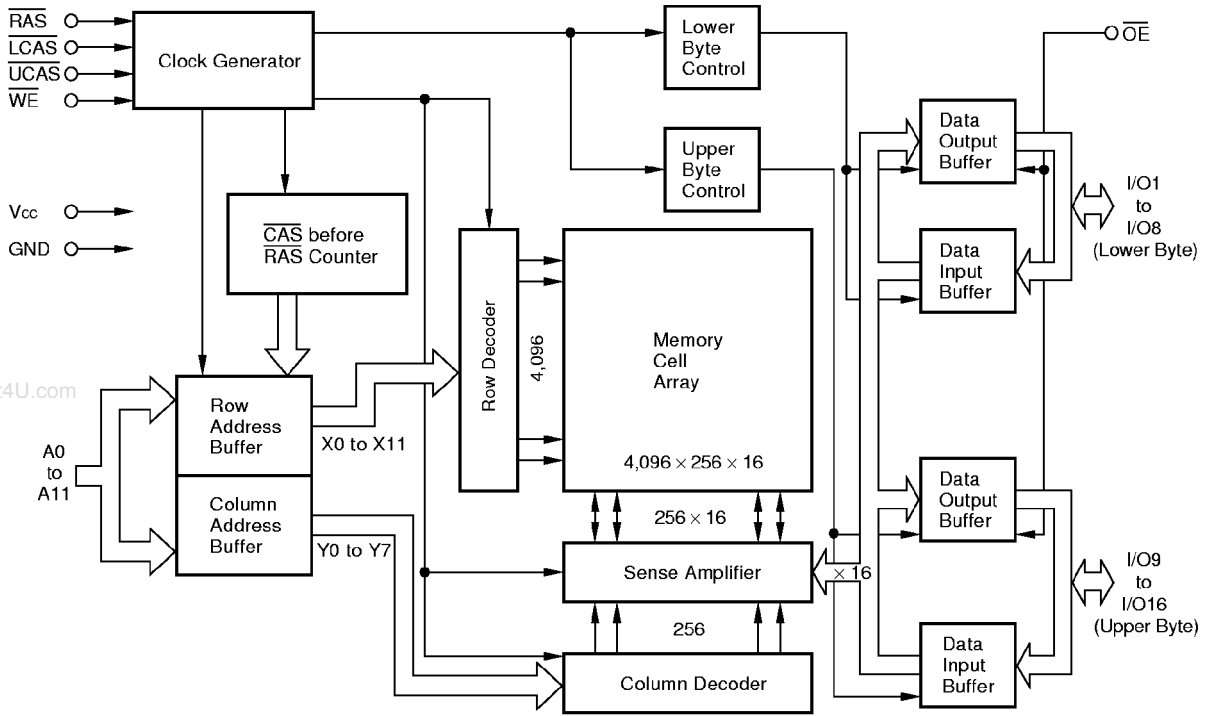 RAS
LCAS
UCAS
WE
Clock Generator
Lower
Byte
Control
OE
Upper
Byte
Control
Data
Output
Buffer
I/O1
to
I/O8
(Lower Byte)
Vcc
GND
CAS before
RAS Counter
Data
Input
Buffer
Row Decoder
4,096
Memory
Cell
Array
4,096 × 256 × 16
t4U.com
A0
to
A11
Row
Address
Buffer
X0 to X11
Column
Address
Buffer
Y0 to Y7
256 × 16
Sense Amplifier
× 16
256
Column Decoder
Data
Output
Buffer
I/O9
to
I/O16
(Upper Byte)
Data
Input
Buffer